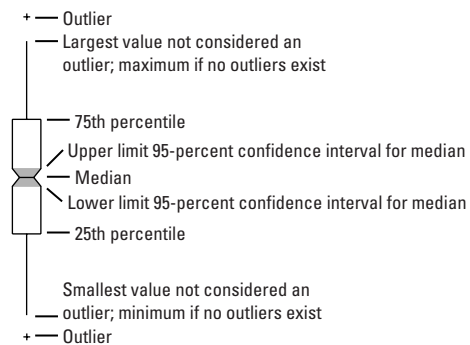 + — Outlier
Largest value not considered an
outlier; maximum if no outliers exist
75th percentile
Upper limit 95-percent confidence interval for median
Median
Lower limit 95-percent confidence interval for median
25th percentile
Smallest value not considered an
outlier; minimum if no outliers exist
+ — Outlier